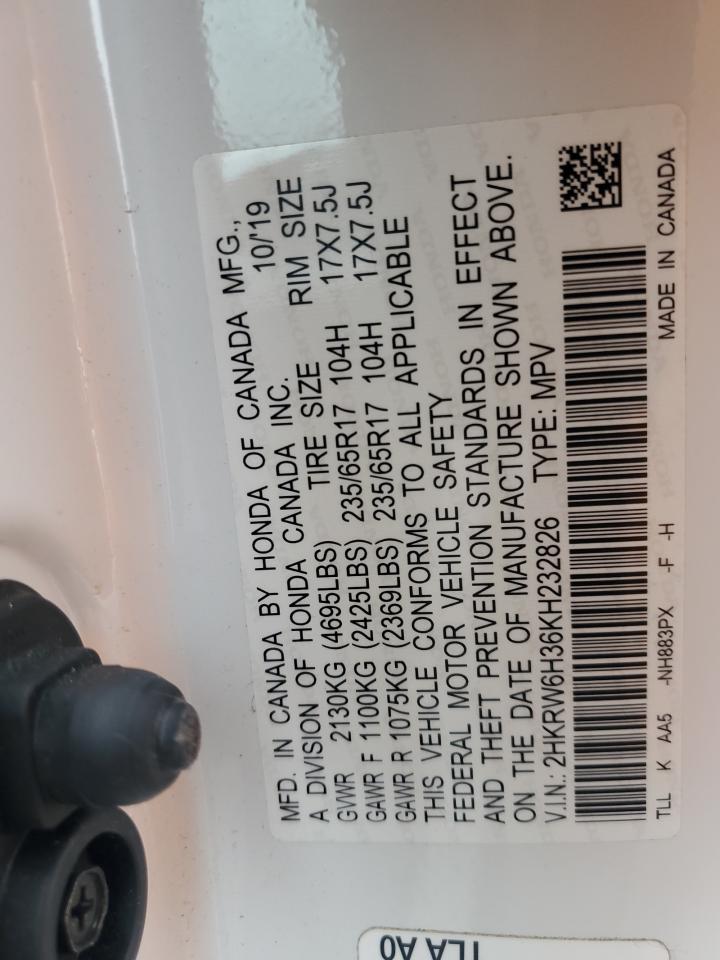 MFD. IN CANADA BY HONDA OF CANADA MFG.,
A DIVISION OF HONDA CANADA INC. 10/'19
GVWR 2130KG (4695LBS) TIRE SIZE RIM SIZE
GAWR F 1100KG (2425LBS) 235/65R17 104H 17X7.5J
GAWR R 1075KG (2369LBS) 235/65R17 104H 17X7.5J
THIS VEHICLE CONFORMS TO ALL APPLICABLE
FEDERAL MOTOR VEHICLE SAFETY
AND THEFT PREVENTION STANDARDS IN EFFECT
ON THE DATE OF MANUFACTURE SHOWN ABOVE.
V.I.N.: 2HKRW6H36KH232826 TYPE: MPV
TLL K AA5 -NH883PX -F -H MADE IN CANADA
TLA A0